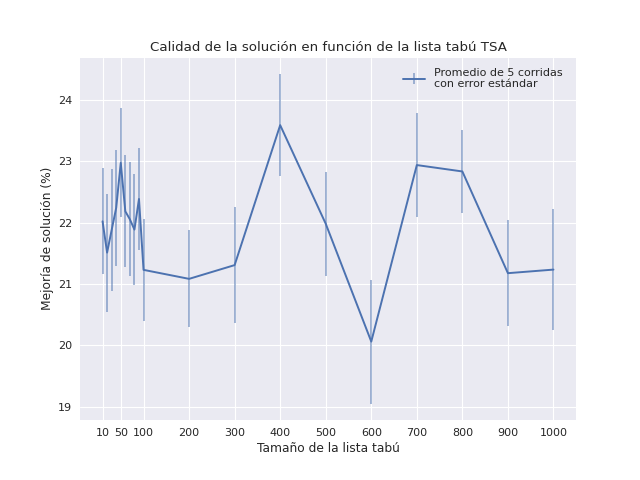 Calidad de la solución en función de la lista tabú TSA
Promedio de 5 corridas
con error estándar
Mejoría de solución (%)
24
23
22
21
20
19
10 50 100 200 300 400 500 600 700 800 900 1000
Tamaño de la lista tabú